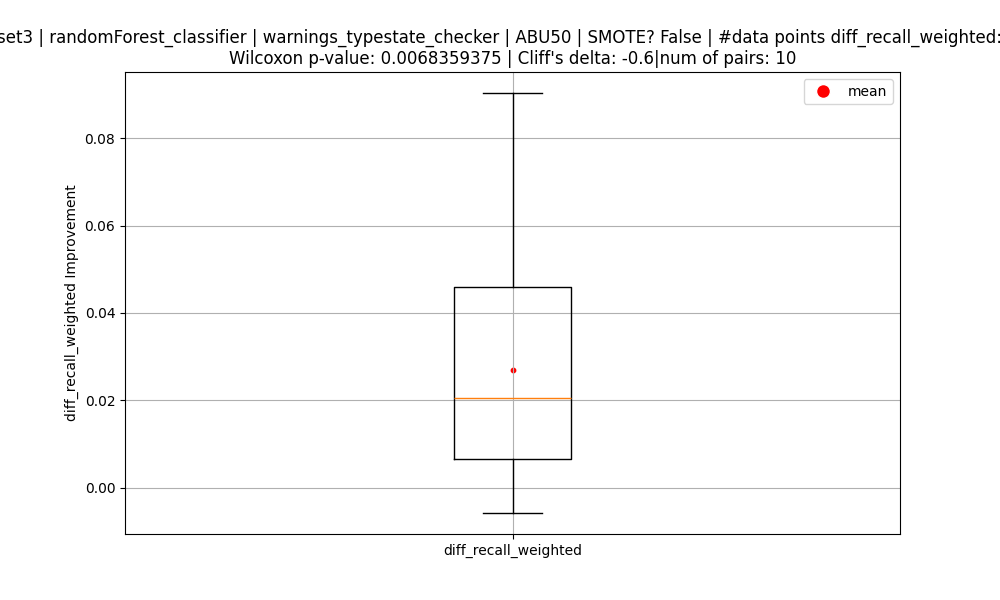 set3 | randomForest_classifier | warnings_typestate_checker | ABU50 | SMOTE? False | #data points diff_recall_weighted:
Wilcoxon p-value: 0.0068359375 | Cliff's delta: -0.6|num of pairs: 10
mean
0.08
0.06
0.04
0.02
0.00
diff_recall_weighted Improvement
diff_recall_weighted